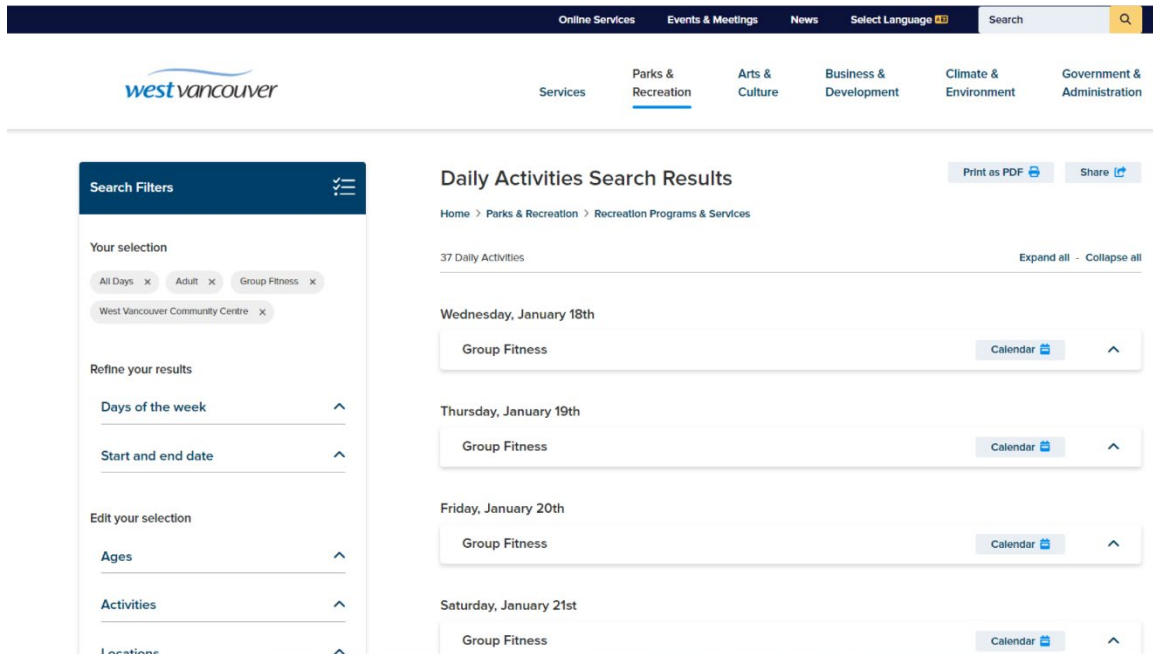 Online Services Events & Meetings News Select Language Search
west vancouver
Services
Parks & Recreation
Arts & Culture
Business & Development
Climate & Environment
Government & Administration
Search Filters
Your selection
All Days x Adult x Group Fitness x
West Vancouver Community Centre x
Refine your results
Days of the week
Start and end date
Edit your selection
Ages
Activities
Locations
Daily Activities Search Results
Print as PDF Share
Home > Parks & Recreation > Recreation Programs & Services
37 Daily Activities Expand all - Collapse all
Wednesday, January 18th
Group Fitness Calendar
Thursday, January 19th
Group Fitness Calendar
Friday, January 20th
Group Fitness Calendar
Saturday, January 21st
Group Fitness Calendar